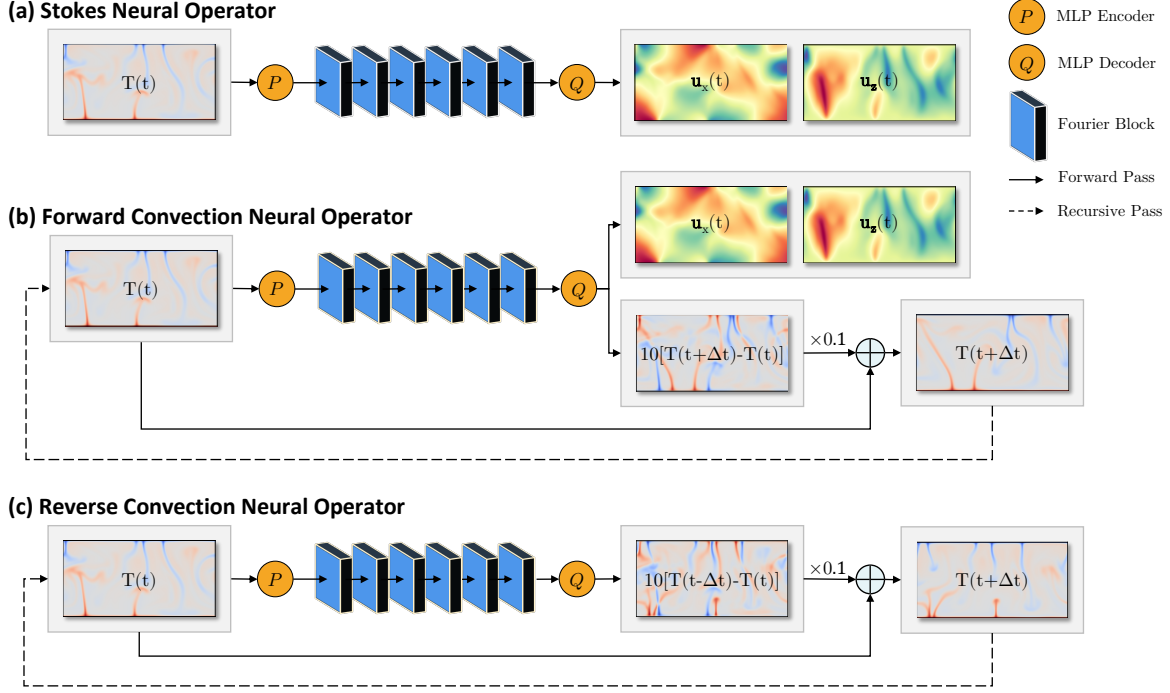 (a) Stokes Neural Operator
T(t)
P
Q
u_x(t)
u_z(t)
P
MLP Encoder
Q
MLP Decoder
Fourier Block
Forward Pass
Recursive Pass
(b) Forward Convection Neural Operator
T(t)
P
Q
u_x(t)
u_z(t)
10[T(t+Δt)-T(t)]
×0.1
T(t+Δt)
(c) Reverse Convection Neural Operator
T(t)
P
Q
10[T(t-Δt)-T(t)]
×0.1
T(t+Δt)